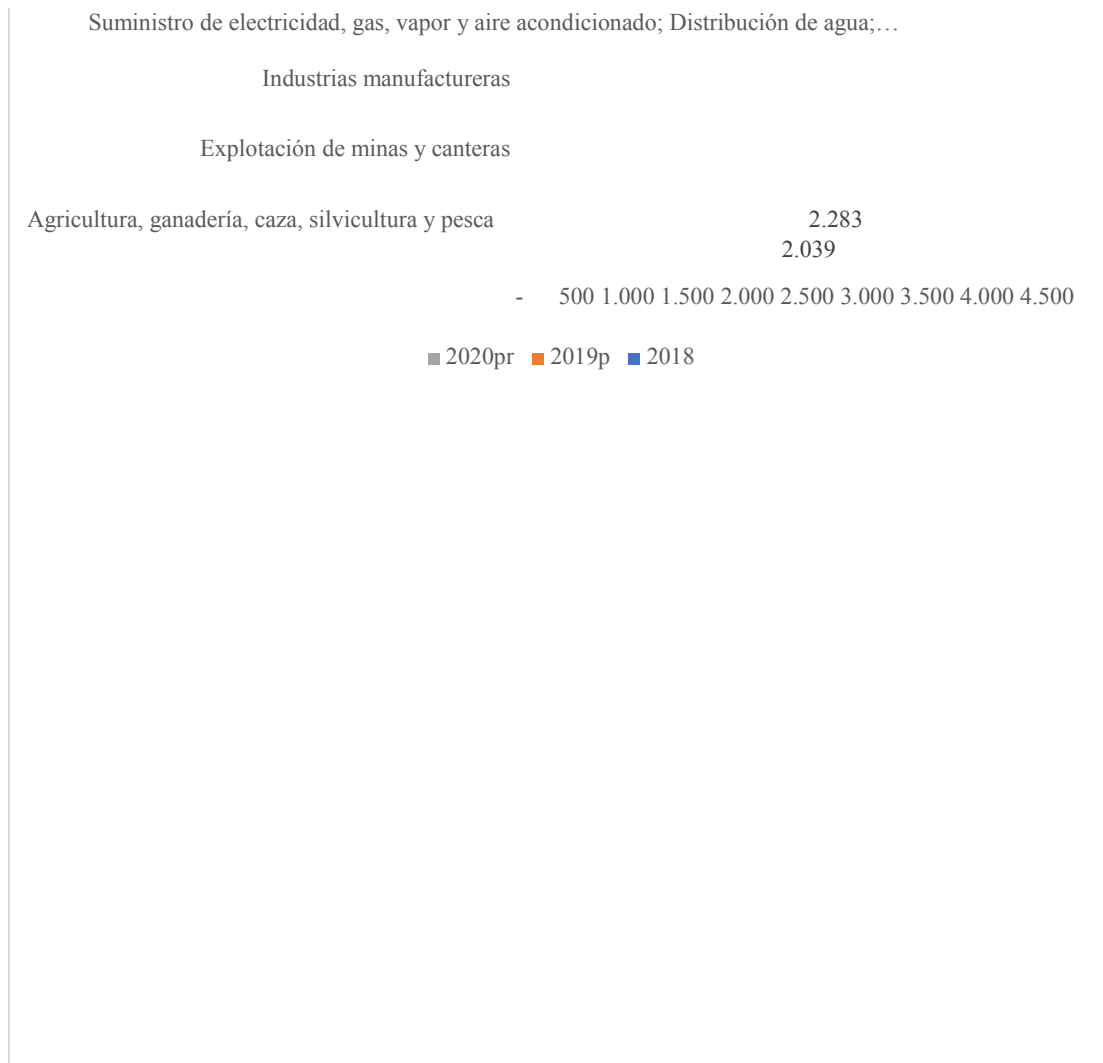 Suministro de electricidad, gas, vapor y aire acondicionado; Distribución de agua;…
Industrias manufactureras
Explotación de minas y canteras
Agricultura, ganadería, caza, silvicultura y pesca 2.283
2.039
- 500 1.000 1.500 2.000 2.500 3.000 3.500 4.000 4.500
2020pr 2019p 2018